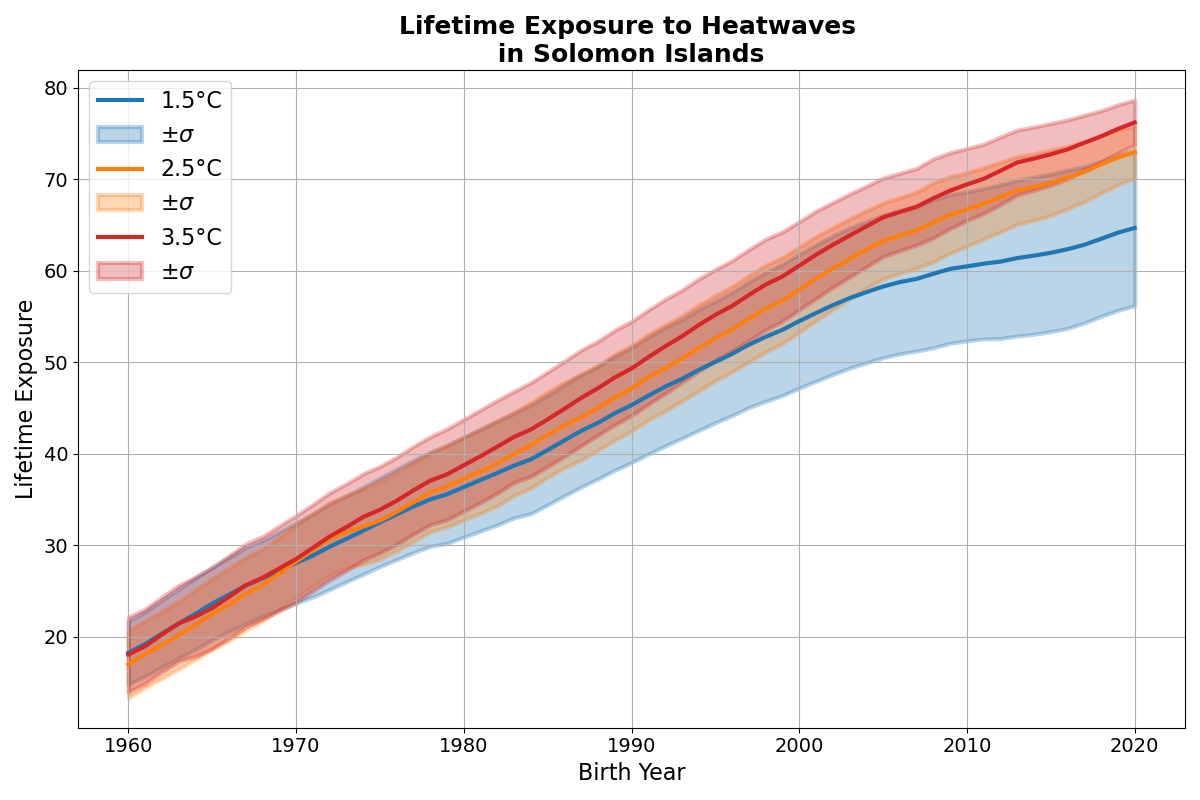 Lifetime Exposure to Heatwaves
in Solomon Islands
80
70
60
50
40
30
20
Lifetime Exposure
1.5°C
±σ
2.5°C
±σ
3.5°C
±σ
1960
1970
1980
1990
2000
2010
2020
Birth Year